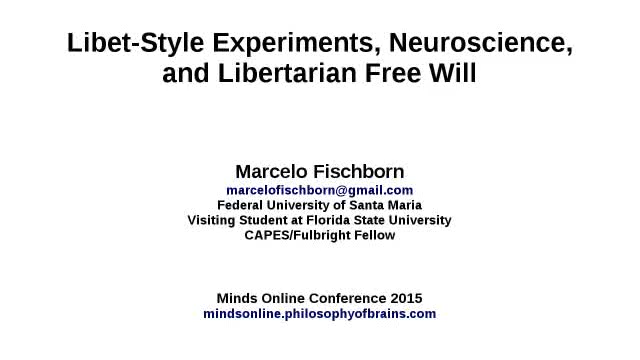 Libet-Style Experiments, Neuroscience,
and Libertarian Free Will
Marcelo Fischborn
marcelofischborn@gmail.com
Federal University of Santa Maria
Visiting Student at Florida State University
CAPES/Fulbright Fellow
Minds Online Conference 2015
mindsonline.philosophyofbrains.com